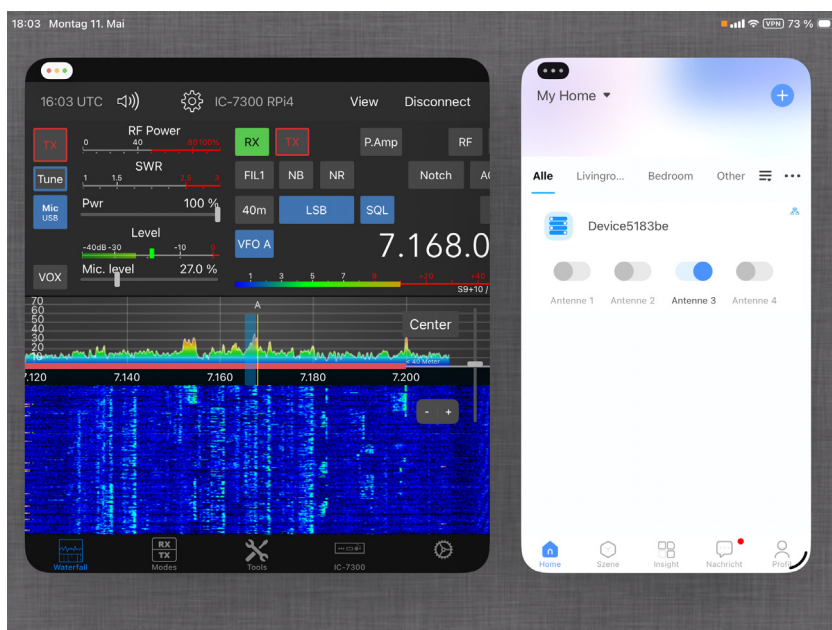 18:03 Montag 11. Mai
VPN 73 %
16:03 UTC
IC-7300 RPi4
View
Disconnect
TX
RF Power
0 40 80 100%
SWR
1 1.5 2.5 3
Tune
Mic
USB
Pwr 100 %
Level
-40dB -30 -10 0
VOX
Mic. level 27.0 %
RX TX P.Amp RF
FIL1 NB NR Notch
40m LSB SQL
VFO A 7.168.0
1 3 5 7 9 +20 +40
S9+10 /
70
60
50
40
30
20
10
A
Center
< 40 Meter
7.120 7.140 7.160 7.180 7.200
- +
Waterfall
RX
TX
Modes
Tools
IC-7300
My Home
+
Alle Livingro... Bedroom Other
Device5183be
Antenne 1 Antenne 2 Antenne 3 Antenne 4
Home Szene Insight Nachricht Profil